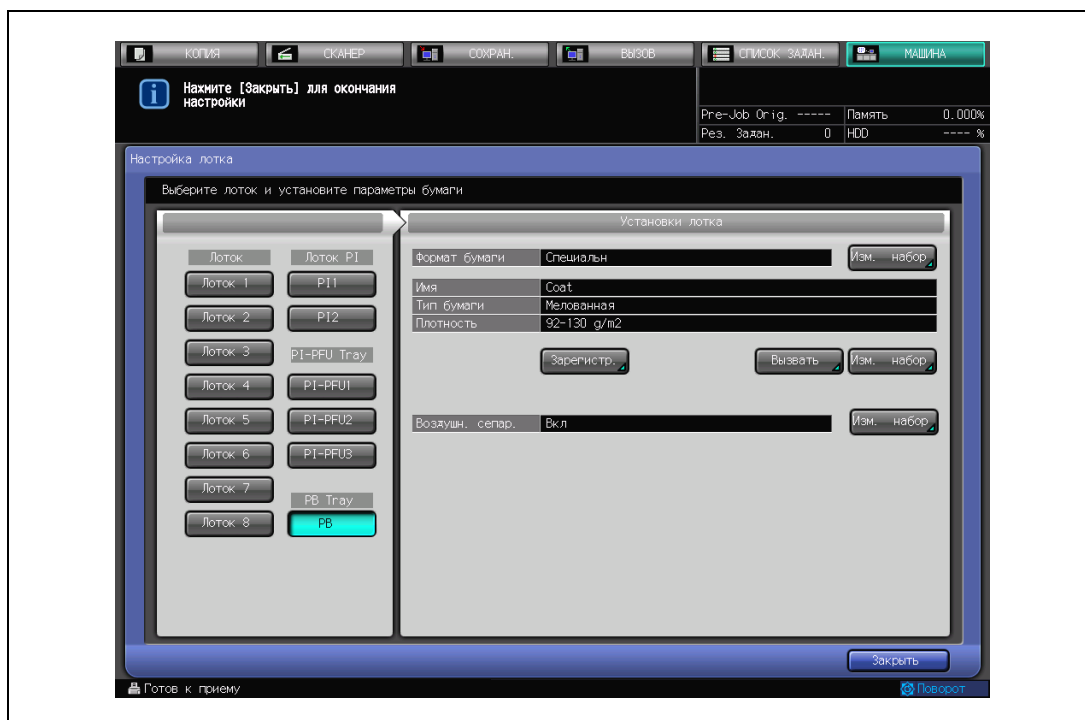 КОПИЯ СКАНЕР СОХРАН. ВЫЗОВ СПИСОК ЗАДАН. МАШИНА
Нажмите [Закрыть] для окончания
настройки
Pre-Job Orig. ----- Память 0.000%
Рез. Задан. 0 HDD ---- %
Настройка лотка
Выберите лоток и установите параметры бумаги
Установки лотка
Лоток Лоток PI
Лоток 1 PI1
Лоток 2 PI2
Лоток 3 PI-PFU Tray
Лоток 4 PI-PFU1
Лоток 5 PI-PFU2
Лоток 6 PI-PFU3
Лоток 7 PB Tray
Лоток 8 PB
Формат бумаги Специальн Изм. набор
Имя Coat
Тип бумаги Мелованная
Плотность 92-130 g/m2
Зарегистр. Вызвать Изм. набор
Воздушн. сепар. Вкл Изм. набор
Закрыть
Готов к приему Поворот